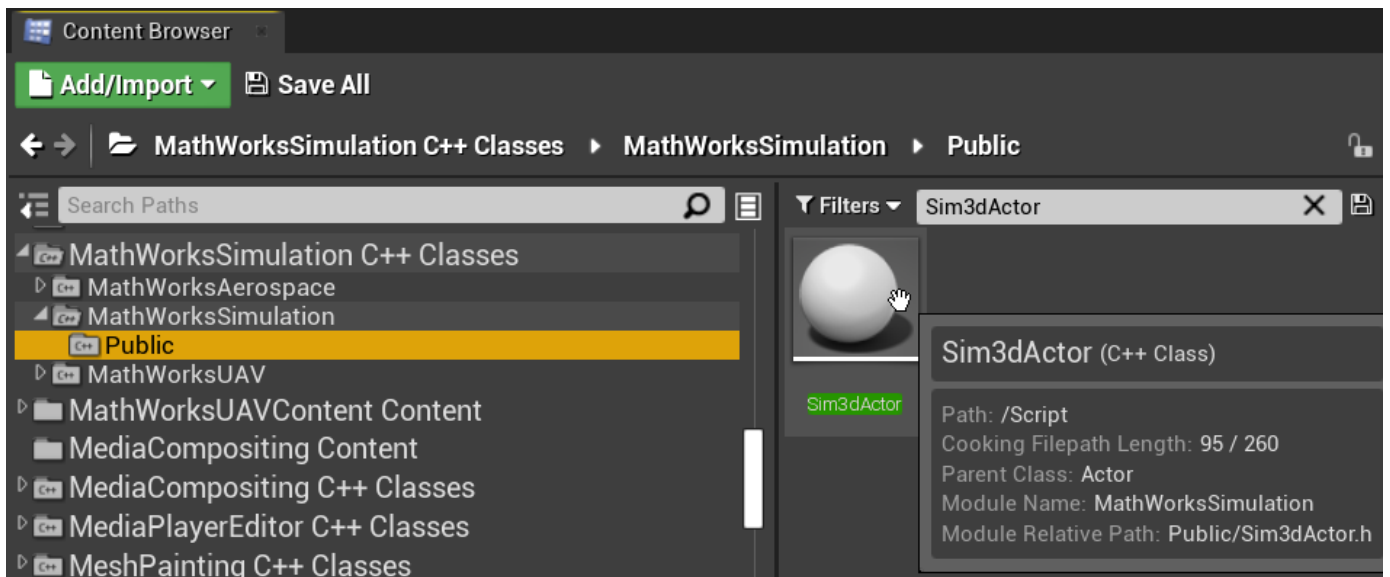 Content Browser
Add/Import Save All
MathWorksSimulation C++ Classes MathWorksSimulation Public
Search Paths
MathWorksSimulation C++ Classes
MathWorksAerospace
MathWorksSimulation
Public
MathWorksUAV
MathWorksUAVContent Content
MediaCompositing Content
MediaCompositing C++ Classes
MediaPlayerEditor C++ Classes
MeshPainting C++ Classes
Filters Sim3dActor
Sim3dActor
Sim3dActor (C++ Class)
Path: /Script
Cooking Filepath Length: 95 / 260
Parent Class: Actor
Module Name: MathWorksSimulation
Module Relative Path: Public/Sim3dActor.h